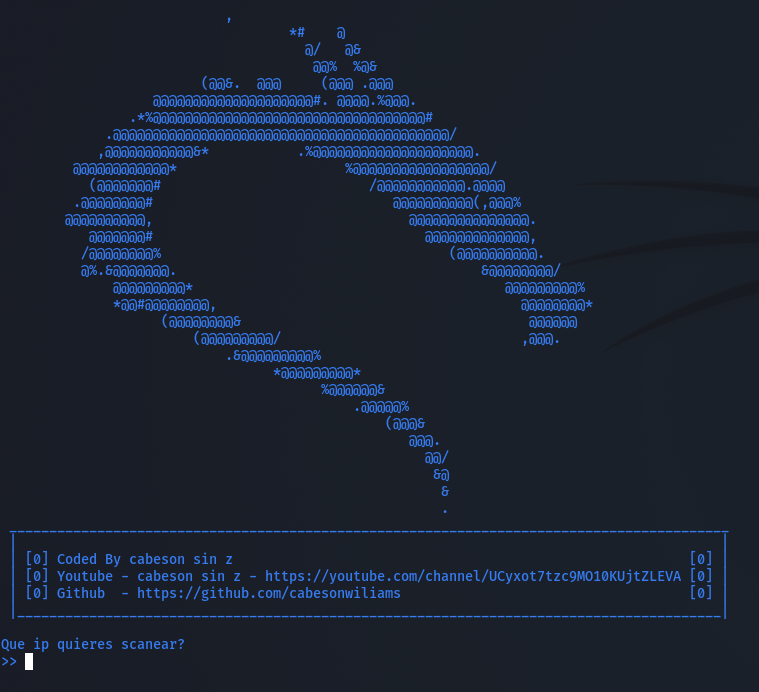 [0] Coded By cabeson sin z [0]
[0] Youtube - cabeson sin z - https://youtube.com/channel/UCyxot7tzc9MO10KUjtZLEVA [0]
[0] Github  - https://github.com/cabesonwiliams [0]
Que ip quieres scanear?
>>